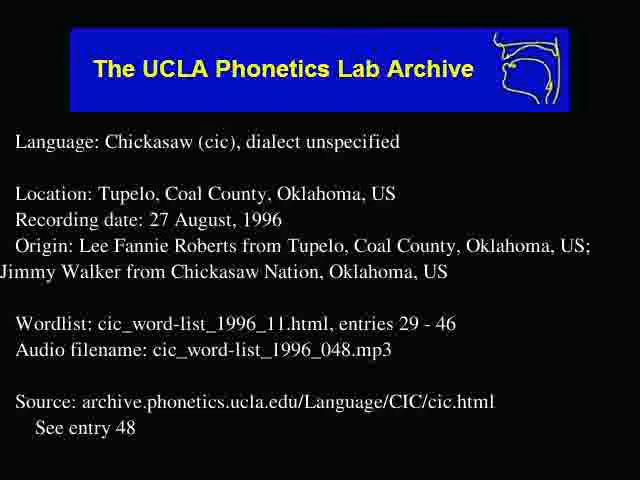 The UCLA Phonetics Lab Archive
Language: Chickasaw (cic), dialect unspecified
Location: Tupelo, Coal County, Oklahoma, US
Recording date: 27 August, 1996
Origin: Lee Fannie Roberts from Tupelo, Coal County, Oklahoma, US;
Jimmy Walker from Chickasaw Nation, Oklahoma, US
Wordlist: cic_word-list_1996_11.html, entries 29 - 46
Audio filename: cic_word-list_1996_048.mp3
Source: archive.phonetics.ucla.edu/Language/CIC/cic.html
See entry 48